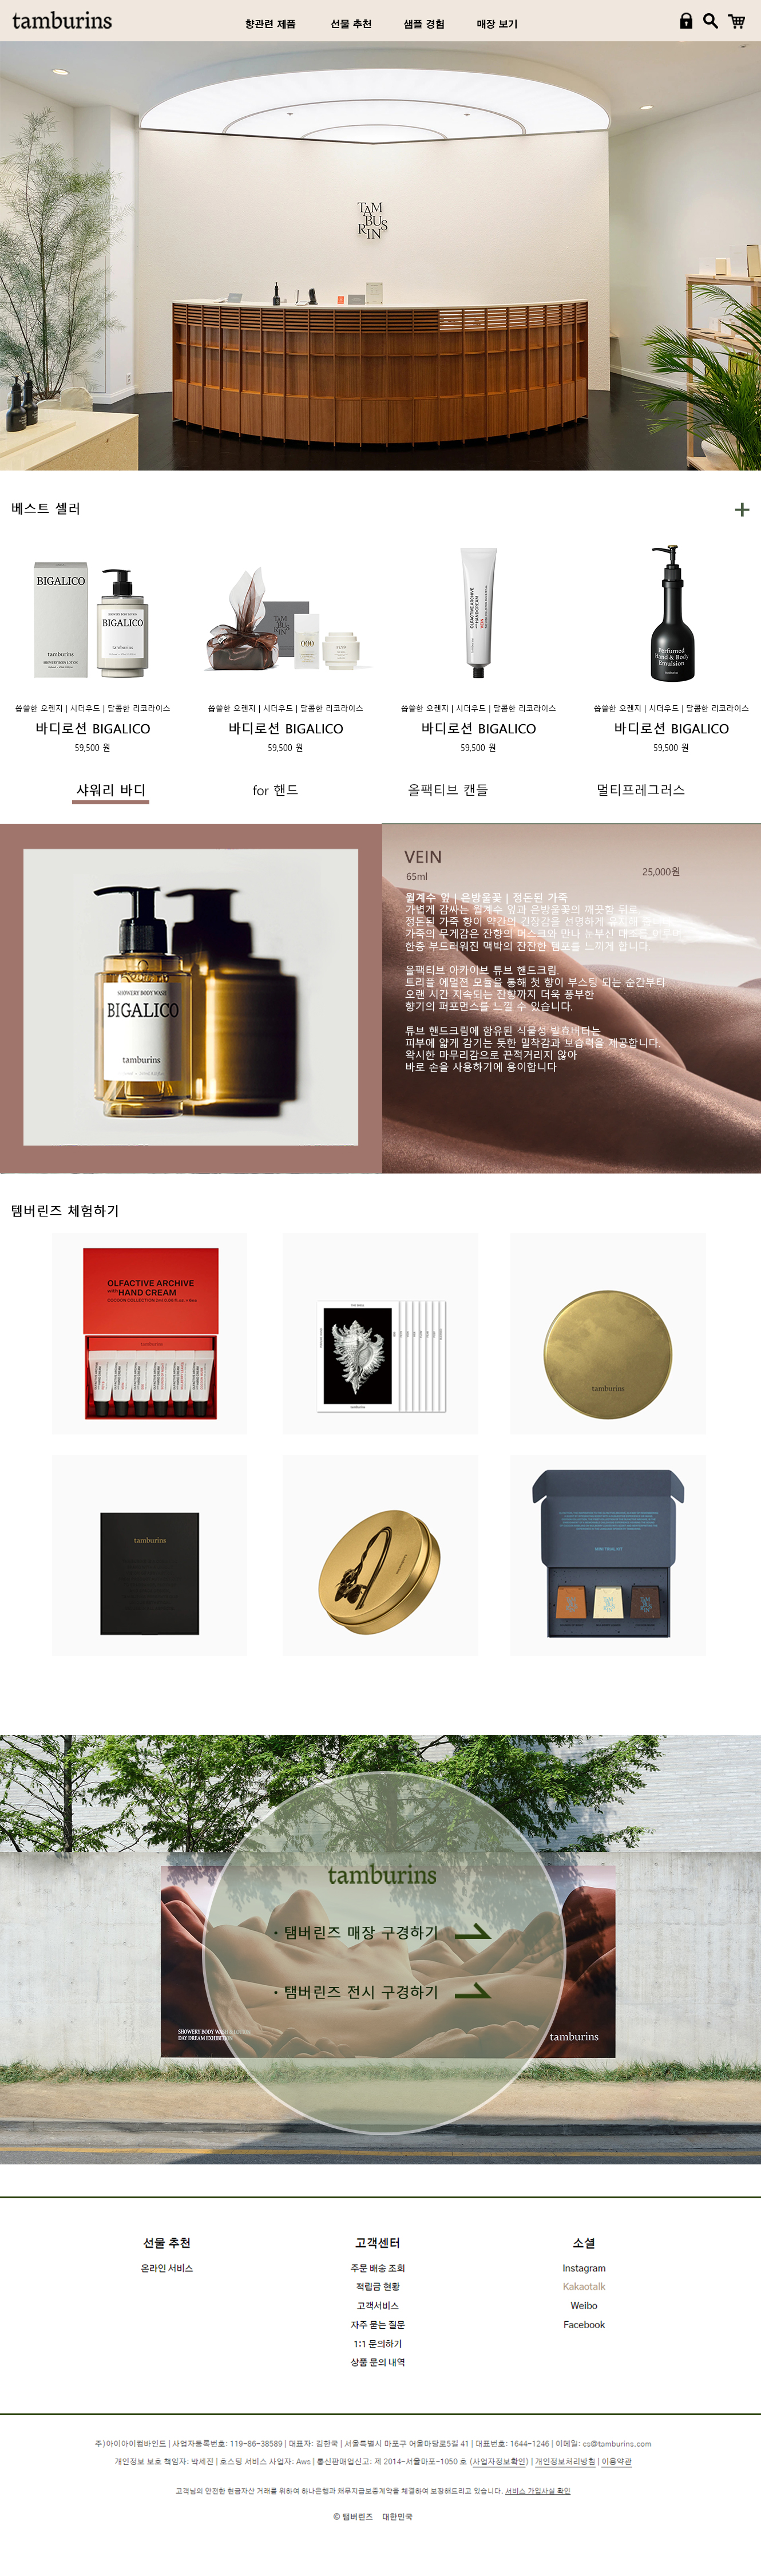 tamburins
향관련 제품 선물 추천 샘플 경험 매장 보기
TAM
BUS
RIN
베스트 셀러
BIGALICO
tamburins
SHOWERY BODY LOTION
SHOWERY BODY LOTION
BIGALICO
tamburins
TAM
BUS
RIN
000
OLFACTIVE ARCHIVE
HAND CREAM
VEIN
Perfumed
Hand & Body
Emulsion
tamburins
씁쓸한 오렌지 | 시더우드 | 달콤한 리코라이스
바디로션 BIGALICO
59,500 원
씁쓸한 오렌지 | 시더우드 | 달콤한 리코라이스
바디로션 BIGALICO
59,500 원
씁쓸한 오렌지 | 시더우드 | 달콤한 리코라이스
바디로션 BIGALICO
59,500 원
씁쓸한 오렌지 | 시더우드 | 달콤한 리코라이스
바디로션 BIGALICO
59,500 원
샤워리 바디 for 핸드 올팩티브 캔들 멀티프레그러스
SHOWERY BODY WASH
BIGALICO
tamburins
VEIN
65ml
25,000원
월계수 잎 | 은방울꽃 | 정돈된 가죽
가볍게 감싸는 월계수 잎과 은방울꽃의 깨끗함 뒤로
정돈된 가죽 향이 약간의 긴장감을 선명하게
가죽의 무게감은 잔향의 머스크와 만나 눈부신
한층 부드러워진 맥박의 잔잔한 템포를 느끼게 합니다.
올팩티브 아카이브 튜브 핸드크림.
트리플 에멀전 모듈을 통해 첫 향이 부스팅 되는 순간부터
오랜 시간 지속되는 잔향까지 더욱 풍부한
향기의 퍼포먼스를 느낄 수 있습니다.
튜브 핸드크림에 함유된 식물성 발효버터는
피부에 얇게 감기는 듯한 밀착감과 보습력을 제공합니다.
왁시한 마무리감으로 끈적거리지 않아
바로 손을 사용하기에 용이합니다
템버린즈 체험하기
OLFACTIVE ARCHIVE
HAND CREAM
tamburins
tamburins
tamburins
• 탬버린즈 매장 구경하기
• 탬버린즈 전시 구경하기
SHOWERY BODY WASH
DAY DREAM EXHIBITION
tamburins
선물 추천
온라인 서비스
고객센터
주문 배송 조회
적립금 현황
고객서비스
자주 묻는 질문
1:1 문의하기
상품 문의 내역
소셜
Instagram
Kakaotalk
Weibo
Facebook
주)아이아이컴바인드 | 사업자등록번호: 119-86-38589 | 대표자: 김한국 | 서울특별시 마포구 어울마당로5길 41 | 대표번호: 1644-1246 | 이메일: cs@tamburins.com
개인정보 보호 책임자: 박세진 | 호스팅 서비스 사업자: Aws | 통신판매업신고: 제 2014-서울마포-1050 호 (사업자정보확인) | 개인정보처리방침 | 이용약관
고객님의 안전한 현금자산 거래를 위하여 하나은행과 채무지급보증계약을 체결하여 보장해드리고 있습니다. 서비스 가입사실 확인
© 탬버린즈 대한민국